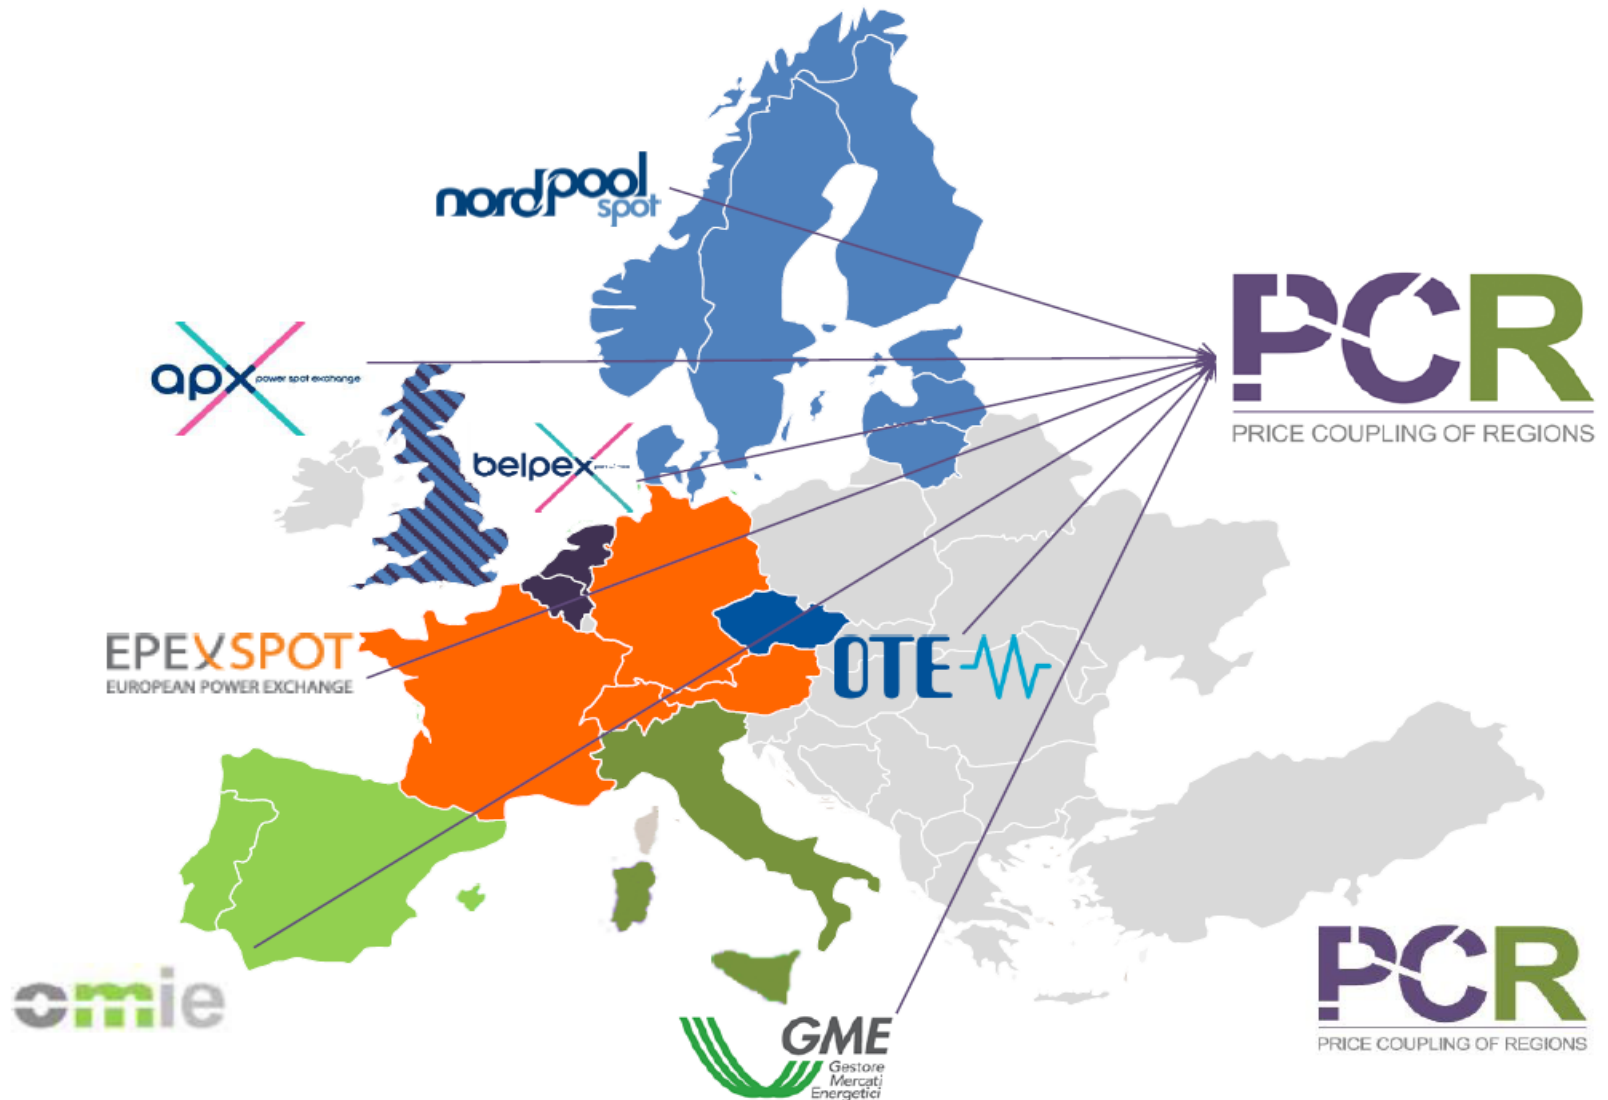 nordpool
spot
PCR
PRICE COUPLING OF REGIONS
apx power spot exchange
belpex
EPEXSPOT
EUROPEAN POWER EXCHANGE
OTE
omie
PCR
PRICE COUPLING OF REGIONS
GME
Gestore
Mercati
Energetici